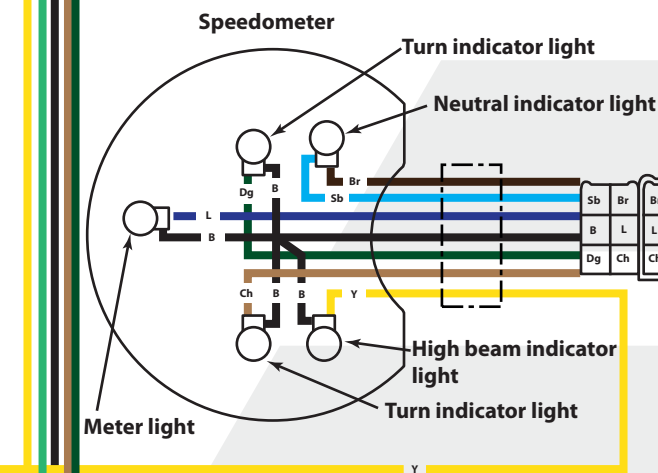 Speedometer
Turn indicator light
Neutral indicator light
Br
Dg B
Sb
Sb Br
L
B
B L
L
Dg Ch
Ch B B Y
High beam indicator
light
Turn indicator light
Meter light
Y